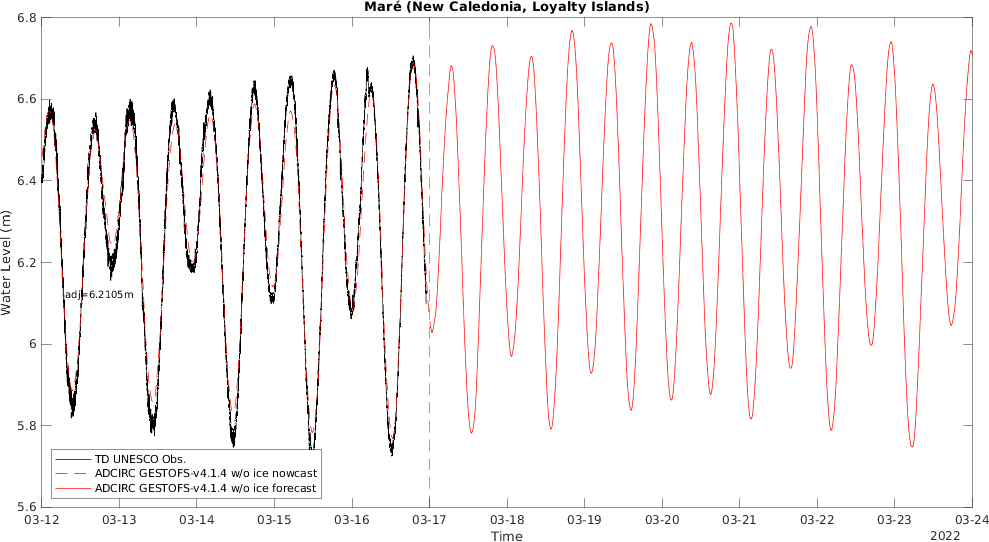 Maré (New Caledonia, Loyalty Islands)
6.8
6.6
6.4
6.2
6
5.8
5.6
Water Level (m)
adj=6.2105m
TD UNESCO Obs.
ADCIRC GESTOFS-v4.1.4 w/o ice nowcast
ADCIRC GESTOFS-v4.1.4 w/o ice forecast
03-12 03-13 03-14 03-15 03-16 03-17 03-18 03-19 03-20 03-21 03-22 03-23 03-24
Time
2022